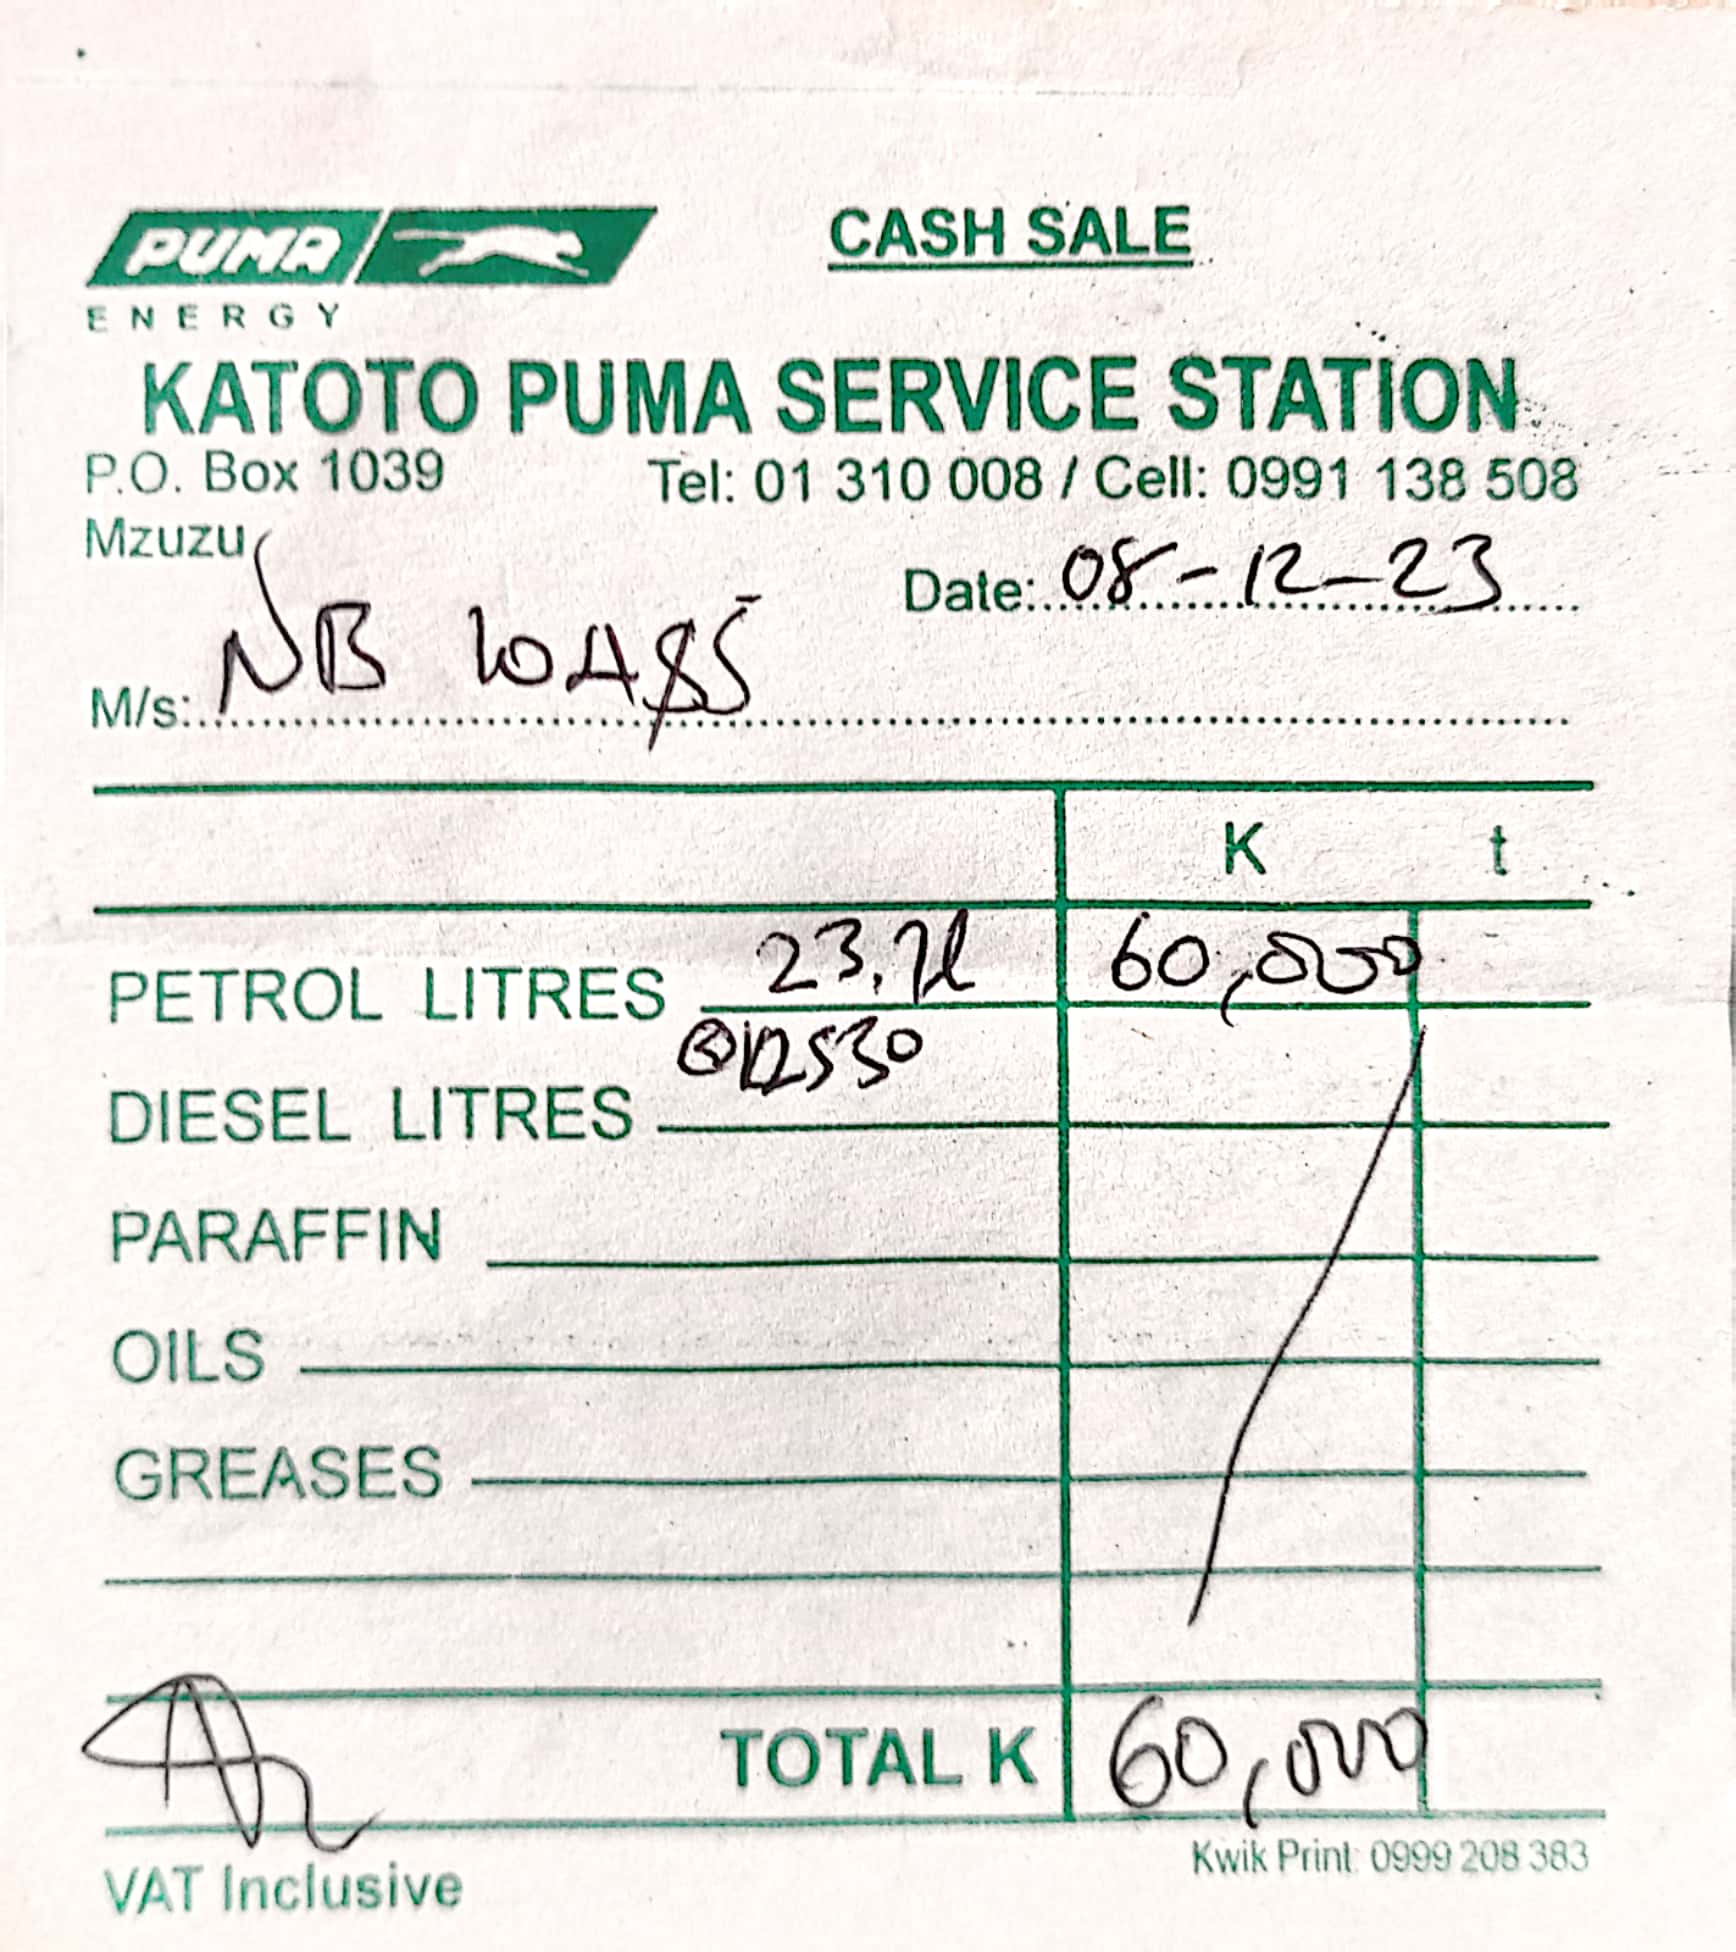 PUMA
ENERGY
CASH SALE
KATOTO PUMA SERVICE STATION
P.O. Box 1039 Tel: 01 310 008 / Cell: 0991 138 508
Mzuzu
Date: 08-12-23
M/s: NB
K t
PETROL LITRES 23.7l 60,000
@K2530
DIESEL LITRES
PARAFFIN
OILS
GREASES
TOTAL K 60,000
VAT Inclusive
Kwik Print: 0999 208 383